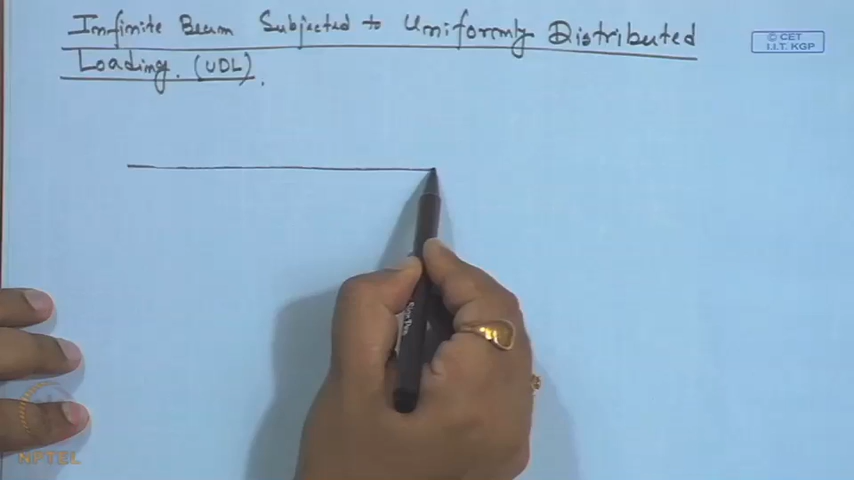 Infinite Beam Subjected to Uniformly Distributed
Loading. (UDL).
© CET
I.I.T. KGP
NPTEL